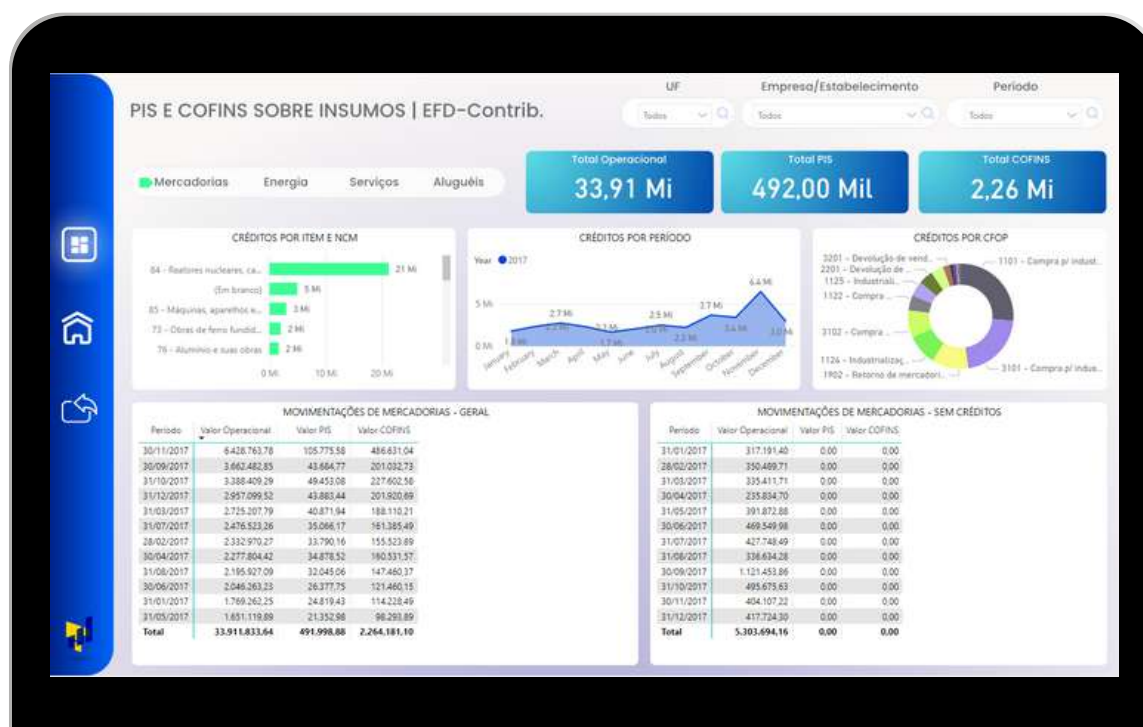 UF Empresa/Estabelecimento Período
PIS E COFINS SOBRE INSUMOS | EFD-Contrib.
Todos Todos Todos
Total Operacional Total PIS Total COFINS
33,91 Mi 492,00 Mil 2,26 Mi
Mercadorias Energia Serviços Aluguéis
CRÉDITOS POR ITEM E NCM
84 - Reatores nucleares, ca...
21 Mi
(Em branco)
5 Mi
85 - Máquinas, aparelhos e...
3 Mi
73 - Obras de ferro fundid...
2 Mi
76 - Alumínio e suas obras
2 Mi
0 Mi 10 Mi 20 Mi
CRÉDITOS POR PERÍODO
Year 2017
5 Mi
0 Mi
1.8 Mi 2.7 Mi 1.7 Mi 2.5 Mi 2.2 Mi 3.7 Mi 3.4 Mi 6.4 Mi 3.0 Mi
January February March April May June July August September October November December
CRÉDITOS POR CFOP
3201 - Devolução de vend...
2201 - Devolução de ...
1125 - Industriali...
1122 - Compra ...
3102 - Compra ...
1124 - Industrializaç...
1902 - Retorno de mercadori...
1101 - Compra p/ indust...
3101 - Compra p/ indus...
MOVIMENTAÇÕES DE MERCADORIAS - GERAL
Período Valor Operacional Valor PIS Valor COFINS
30/11/2017 6.428.763,78 105.775,58 486.631,04
30/09/2017 3.662.482,85 43.684,77 201.032,73
31/10/2017 3.388.409,29 49.453,08 227.602,58
31/12/2017 2.957.099,52 43.883,44 201.920,69
31/03/2017 2.725.207,79 40.871,94 188.110,21
31/07/2017 2.476.523,26 35.066,17 161.385,49
28/02/2017 2.332.970,27 33.790,16 155.523,89
30/04/2017 2.277.804,42 34.878,52 160.531,57
31/08/2017 2.195.927,09 32.045,06 147.460,37
30/06/2017 2.046.263,23 26.377,75 121.460,15
31/01/2017 1.769.262,25 24.819,43 114.228,49
31/05/2017 1.651.119,89 21.352,98 98.293,89
Total 33.911.833,64 491.998,88 2.264.181,10
MOVIMENTAÇÕES DE MERCADORIAS - SEM CRÉDITOS
Período Valor Operacional Valor PIS Valor COFINS
31/01/2017 317.191,40 0,00 0,00
28/02/2017 350.489,71 0,00 0,00
31/03/2017 335.411,71 0,00 0,00
30/04/2017 235.834,70 0,00 0,00
31/05/2017 391.872,88 0,00 0,00
30/06/2017 469.549,98 0,00 0,00
31/07/2017 427.748,49 0,00 0,00
31/08/2017 336.634,28 0,00 0,00
30/09/2017 1.121.453,86 0,00 0,00
31/10/2017 495.675,63 0,00 0,00
30/11/2017 404.107,22 0,00 0,00
31/12/2017 417.724,30 0,00 0,00
Total 5.303.694,16 0,00 0,00